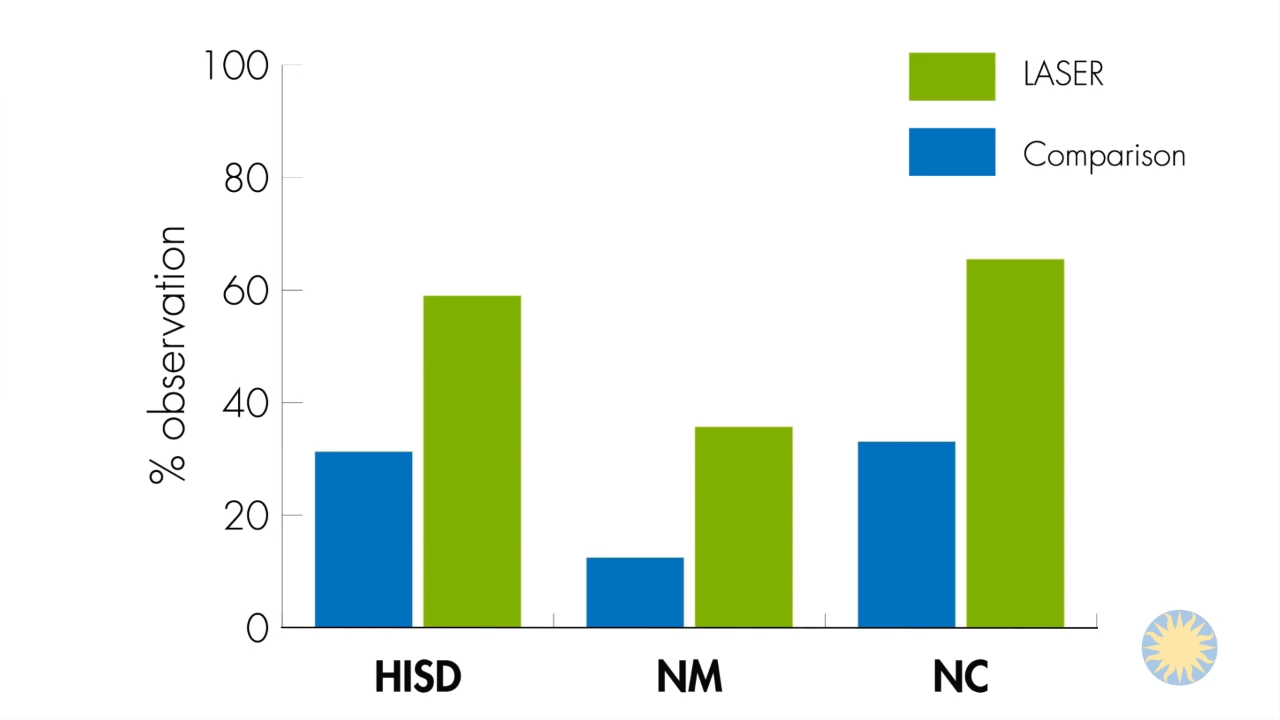 100
80
60
40
20
0
% observation
LASER
Comparison
HISD
NM
NC